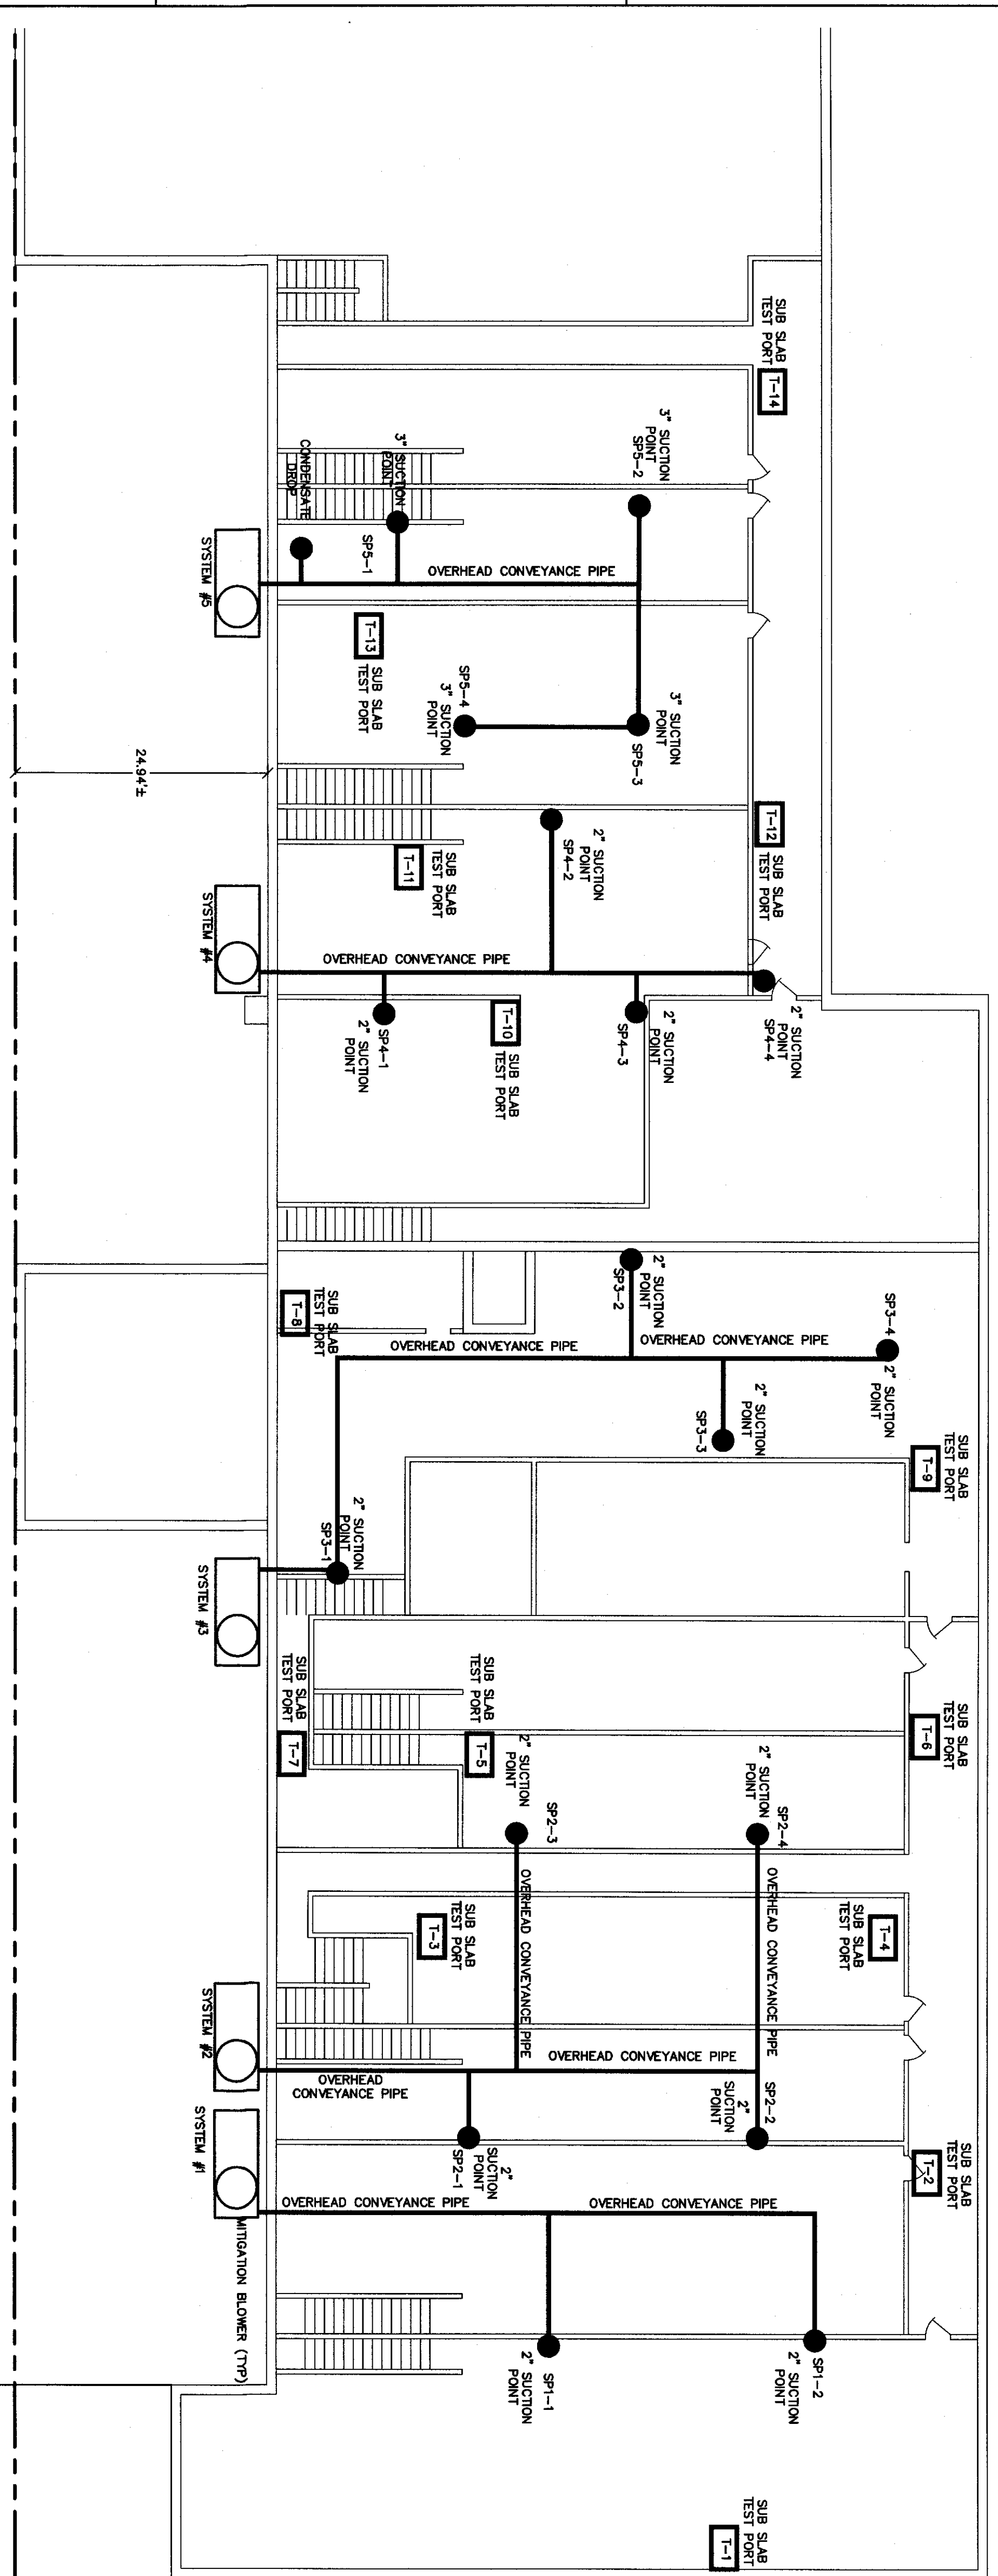 SUB SLAB
TEST PORT
T-14
3" SUCTION
POINT
SP5-2
3" SUCTION
POINT
CONDENSATE
DROP
SP5-1
OVERHEAD CONVEYANCE PIPE
SYSTEM #5
T-13
SUB SLAB
TEST PORT
SP5-4
3" SUCTION
POINT
3" SUCTION
POINT
SP5-3
24.94'±
T-12
SUB SLAB
TEST PORT
2" SUCTION
POINT
SP4-2
SUB SLAB
TEST PORT
T-11
SYSTEM #4
OVERHEAD CONVEYANCE PIPE
2" SUCTION
POINT
SP4-4
2" SUCTION
POINT
SP4-3
T-10
SUB SLAB
TEST PORT
SP4-1
2" SUCTION
POINT
2" SUCTION
POINT
SP3-2
SP3-4
2" SUCTION
POINT
SUB SLAB
TEST PORT
T-8
OVERHEAD CONVEYANCE PIPE
OVERHEAD CONVEYANCE PIPE
2" SUCTION
POINT
SP3-3
SUB SLAB
TEST PORT
T-9
2" SUCTION
POINT
SP3-1
SYSTEM #3
SUB SLAB
TEST PORT
T-7
SUB SLAB
TEST PORT
T-5
SUB SLAB
TEST PORT
T-6
2" SUCTION
POINT
SP2-3
2" SUCTION
POINT
SP2-4
OVERHEAD CONVEYANCE PIPE
OVERHEAD CONVEYANCE PIPE
SUB SLAB
TEST PORT
T-3
T-4
SUB SLAB
TEST PORT
SYSTEM #2
OVERHEAD
CONVEYANCE PIPE
OVERHEAD CONVEYANCE PIPE
SP2-2
2"
SUCTION
POINT
2"
SUCTION
POINT
SP2-1
SUB SLAB
TEST PORT
T-2
SYSTEM #1
OVERHEAD CONVEYANCE PIPE
OVERHEAD CONVEYANCE PIPE
MITIGATION BLOWER (TYP)
SP1-1
2" SUCTION
POINT
SP1-2
2" SUCTION
POINT
SUB SLAB
TEST PORT
T-1